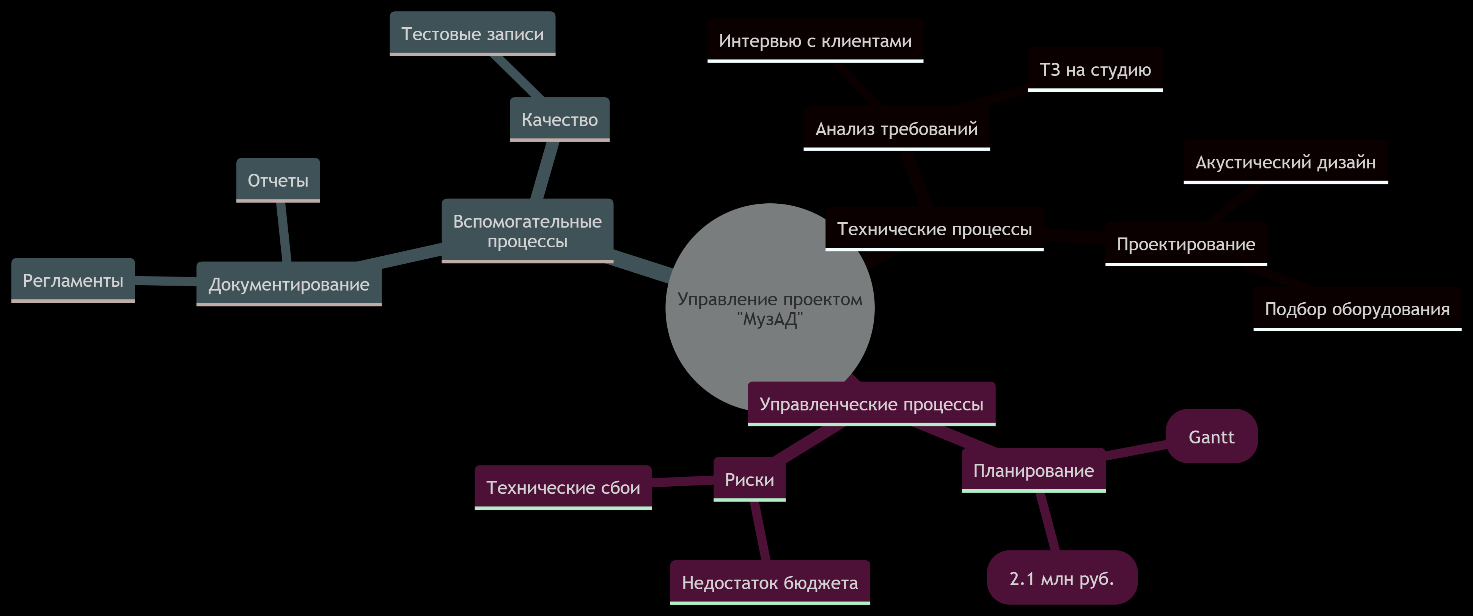 Тестовые записи
Интервью с клиентами
ТЗ на студию
Качество
Анализ требований
Акустический дизайн
Отчеты
Вспомогательные
процессы
Технические процессы
Проектирование
Регламенты
Документирование
Управление проектом
"МузАД"
Подбор оборудования
Управленческие процессы
Gantt
Технические сбои
Риски
Планирование
Недостаток бюджета
2.1 млн руб.